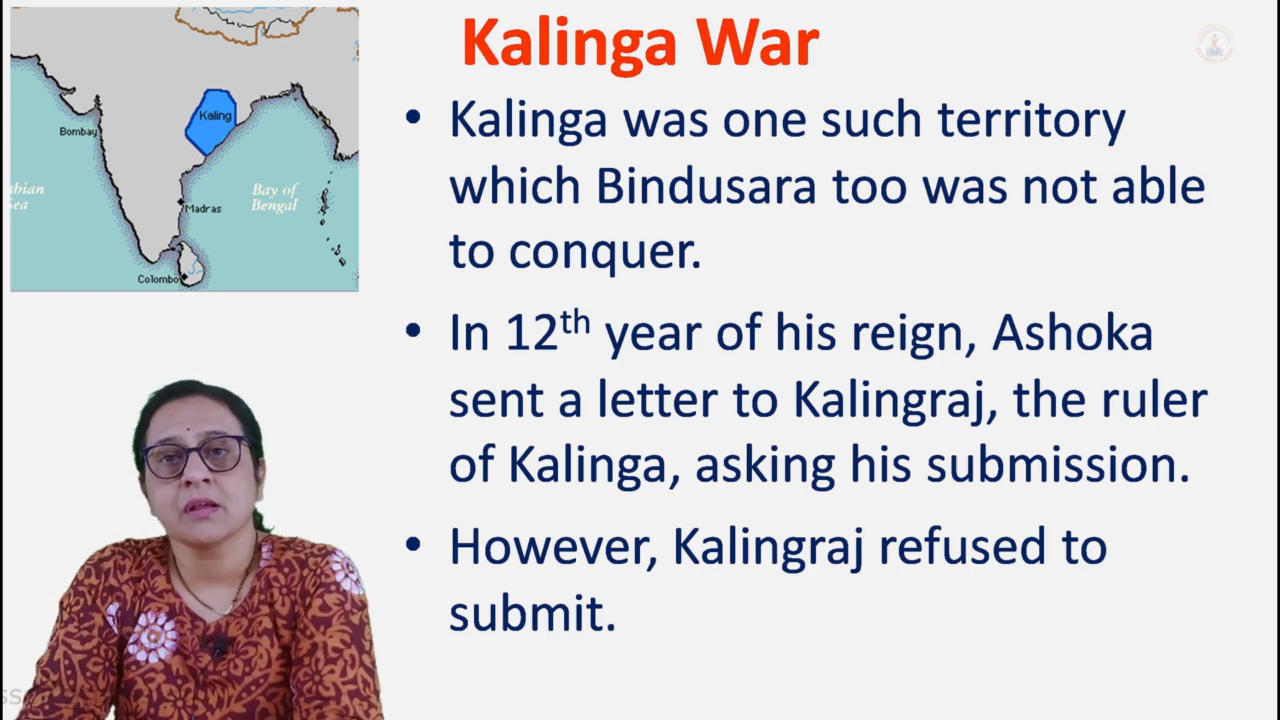 Kalinga War
• Kalinga was one such territory
which Bindusara too was not able
to conquer.
• In 12th year of his reign, Ashoka
sent a letter to Kalingraj, the ruler
of Kalinga, asking his submission.
• However, Kalingraj refused to
submit.
Kaling
Bombay
bian
ea
Bay of
Bengal
Madras
Colombo